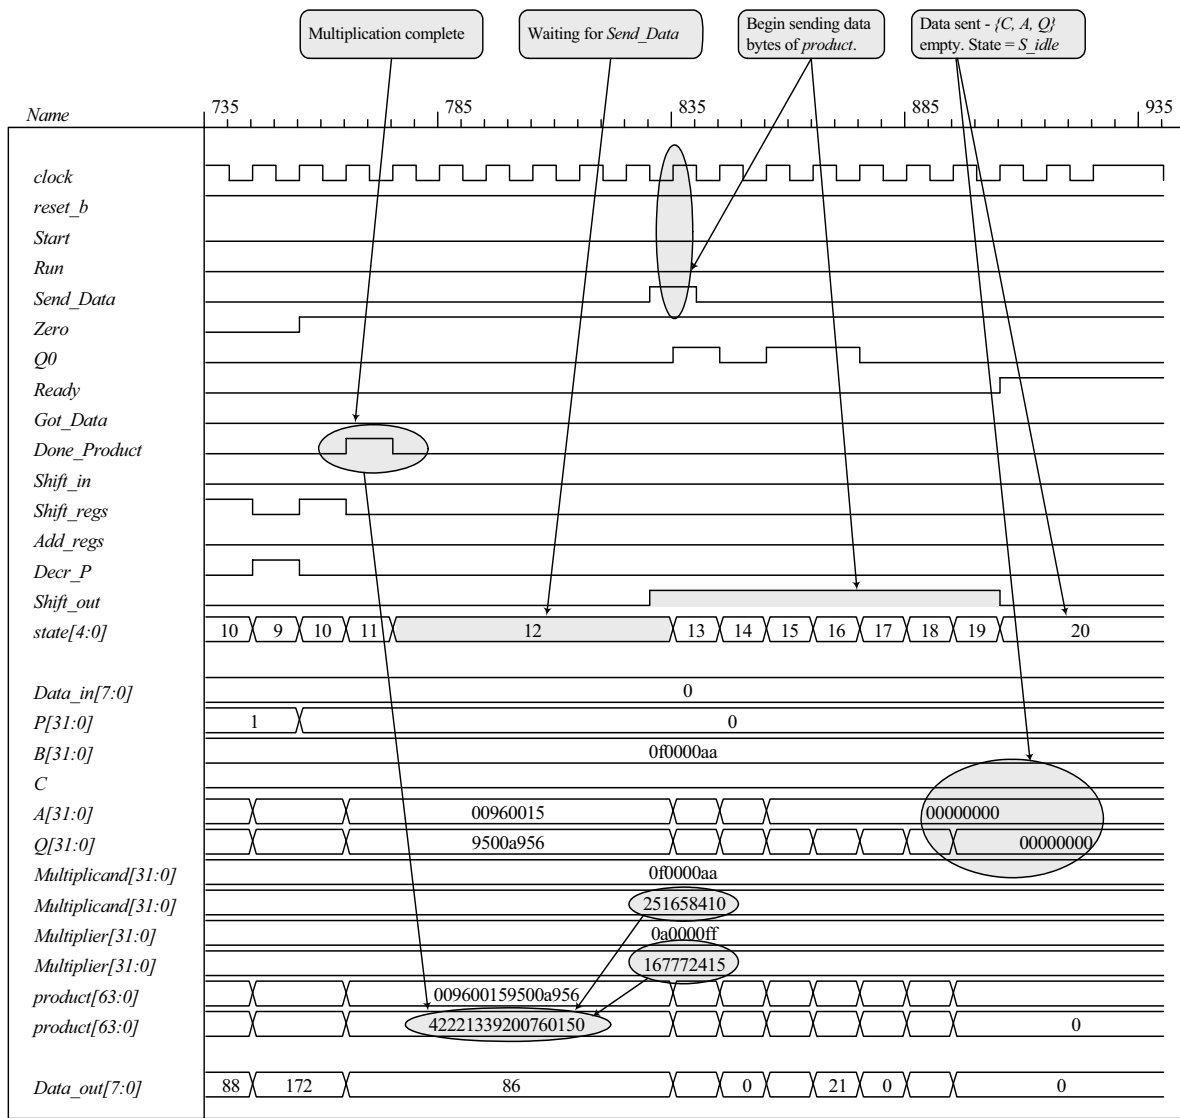 Multiplication complete
Waiting for Send_Data
Begin sending data
bytes of product.
Data sent - {C, A, Q}
empty. State = S_idle
Name
735 785 835 885 935
clock
reset_b
Start
Run
Send_Data
Zero
Q0
Ready
Got_Data
Done_Product
Shift_in
Shift_regs
Add_regs
Decr_P
Shift_out
state[4:0] 10 9 10 11 12 13 14 15 16 17 18 19 20
Data_in[7:0] 0
P[31:0] 1 0
B[31:0] 0f0000aa
C
A[31:0] 00960015 00000000
Q[31:0] 9500a956 00000000
Multiplicand[31:0] 0f0000aa
Multiplicand[31:0] 251658410
Multiplier[31:0] 0a0000ff
Multiplier[31:0] 167772415
product[63:0] 009600159500a956
product[63:0] 42221339200760150 0
Data_out[7:0] 88 172 86 0 21 0 0